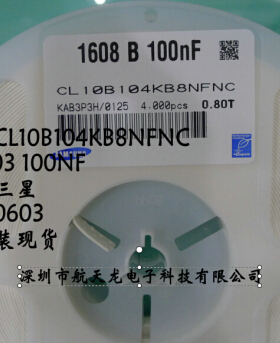 1608 B 100nF
CL10B104KB8NFNC
KAB3P3H/0125 4.000pcs 0.80T
CL10B104KB8NFNC
03 100NF
SAMSUNG
三星
0603
装现货
深圳市航天龙电子科技有限公司